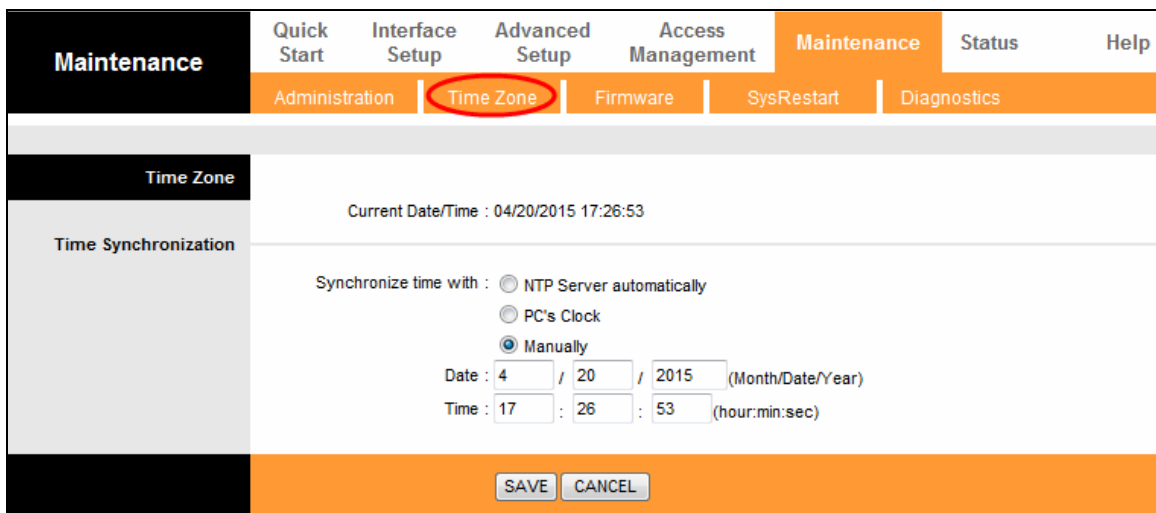 Maintenance
Quick Start
Interface Setup
Advanced Setup
Access Management
Maintenance
Status
Help
Administration
Time Zone
Firmware
SysRestart
Diagnostics
Time Zone
Current Date/Time : 04/20/2015 17:26:53
Time Synchronization
Synchronize time with : NTP Server automatically
PC's Clock
Manually
Date : 4 / 20 / 2015 (Month/Date/Year)
Time : 17 : 26 : 53 (hour:min:sec)
SAVE CANCEL